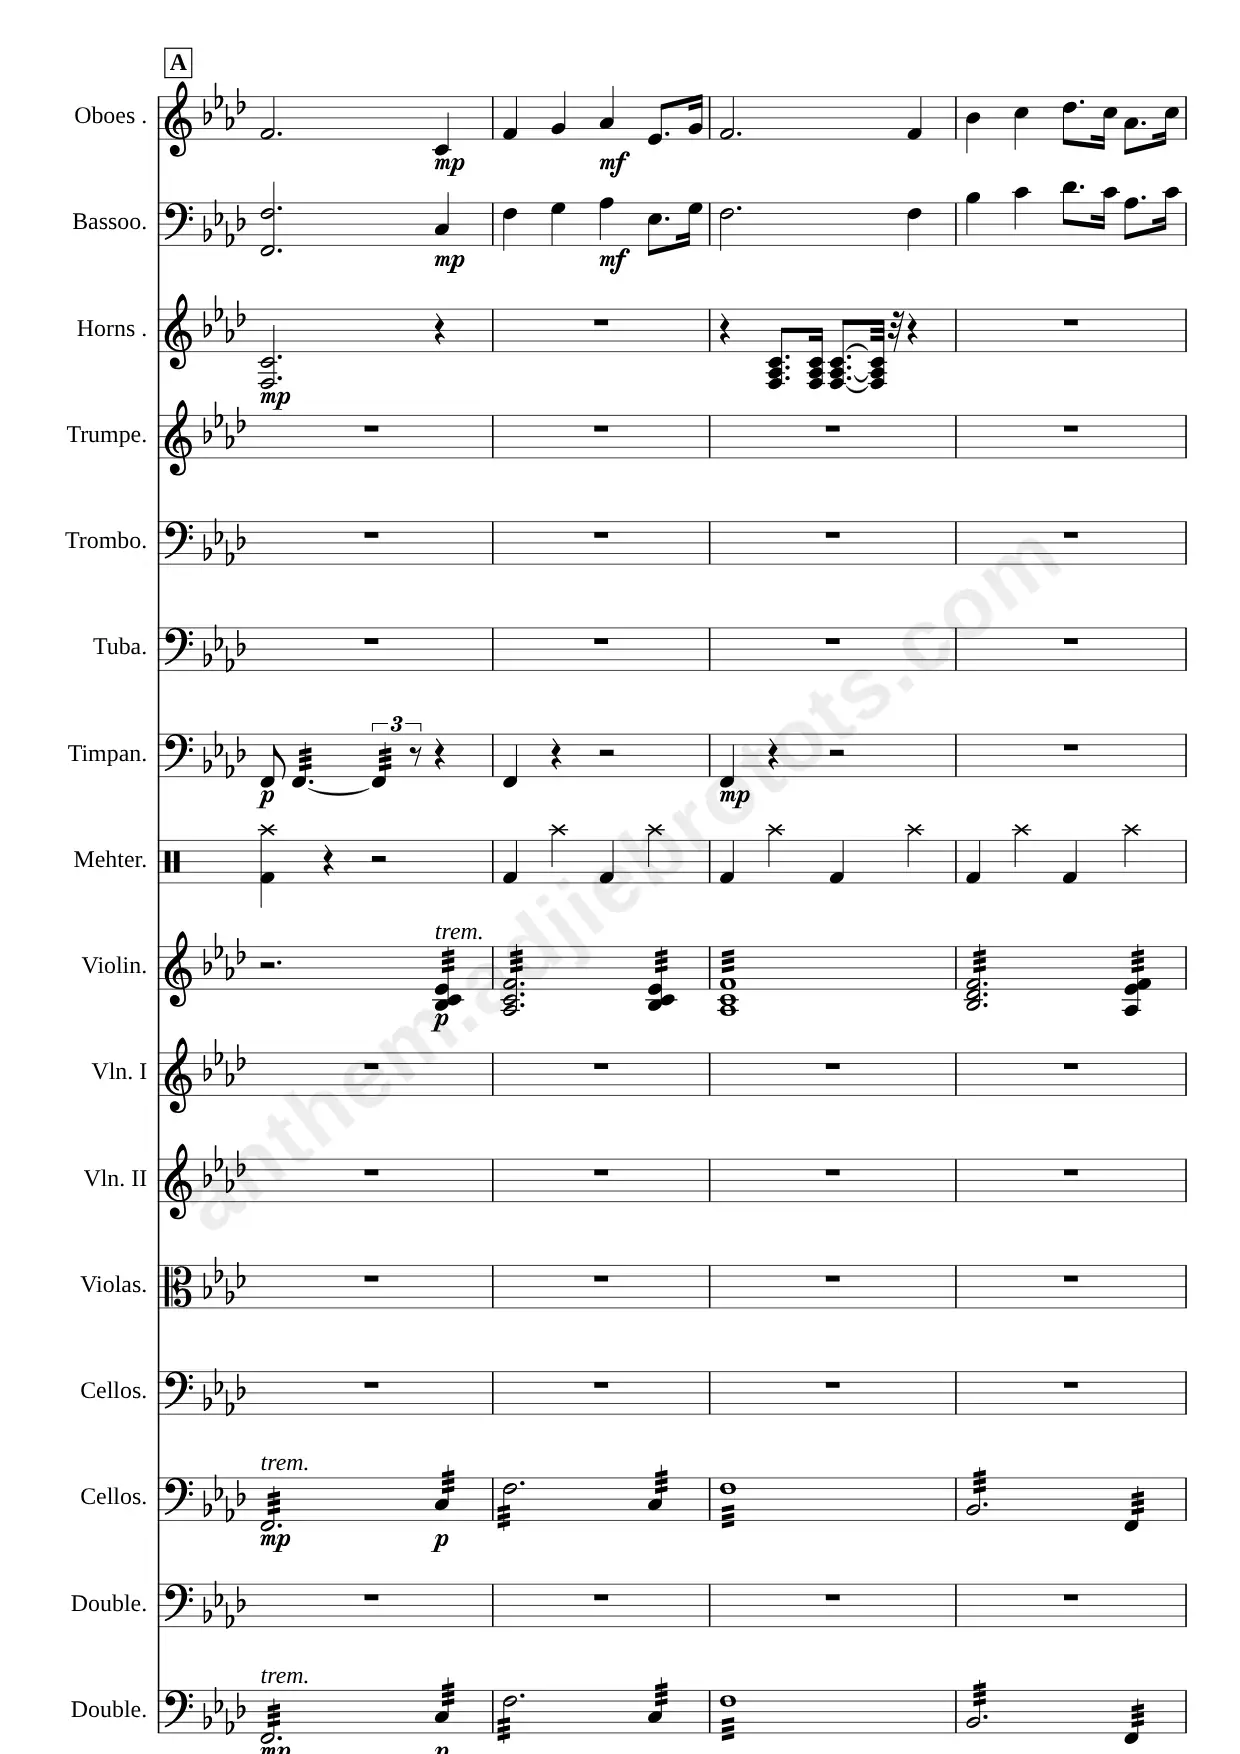 A
Oboes .
mp
mf
Bassoo.
mp
mf
Horns .
mp
Trumpe.
Trombo.
Tuba.
3
Timpan.
p
mp
Mehter.
trem.
Violin.
p
Vln. I
Vln. II
Violas.
Cellos.
trem.
Cellos.
mp
p
Double.
trem.
Double.
mp
p
anthem.adjiebrotots.com